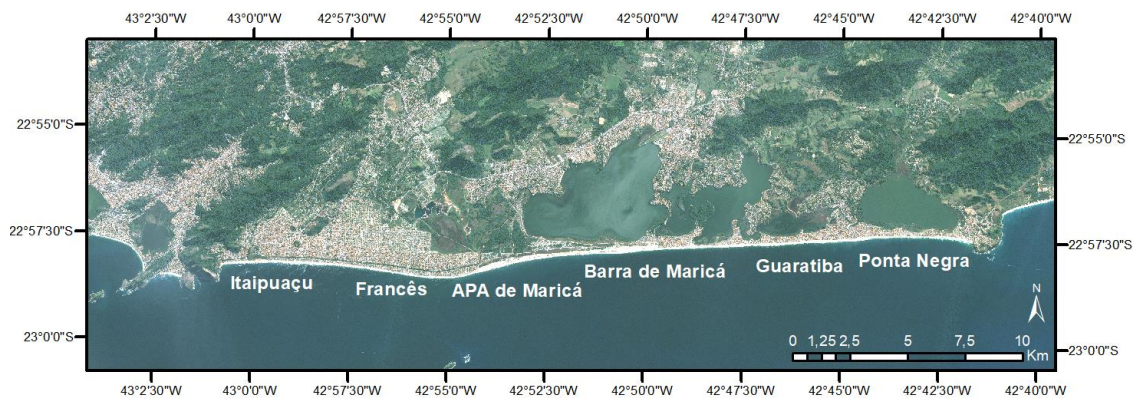 43°2'30"W 43°0'0"W 42°57'30"W 42°55'0"W 42°52'30"W 42°50'0"W 42°47'30"W 42°45'0"W 42°42'30"W 42°40'0"W
22°55'0"S 22°55'0"S
22°57'30"S 22°57'30"S
Itaipuaçu Francês APA de Maricá Barra de Maricá Guaratiba Ponta Negra
N
23°0'0"S 23°0'0"S
0 1,25 2,5 5 7,5 10
Km
43°2'30"W 43°0'0"W 42°57'30"W 42°55'0"W 42°52'30"W 42°50'0"W 42°47'30"W 42°45'0"W 42°42'30"W 42°40'0"W